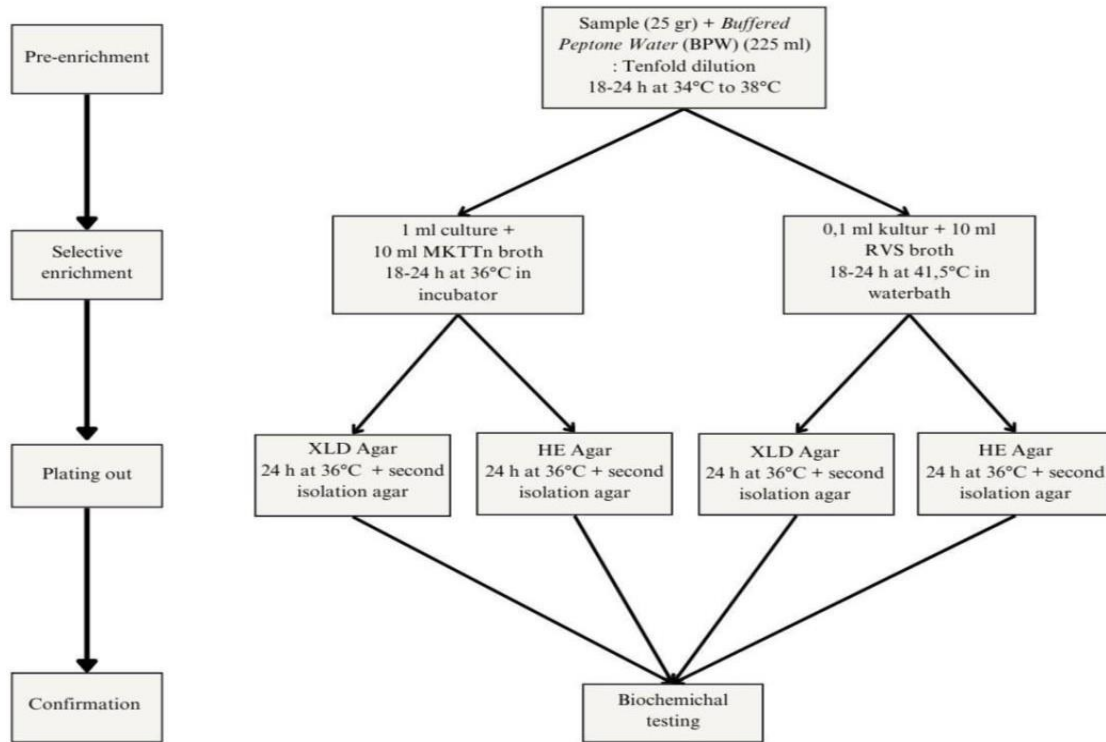 Pre-enrichment
Sample (25 gr) + Buffered
Peptone Water (BPW) (225 ml)
: Tenfold dilution
18-24 h at 34°C to 38°C
Selective
enrichment
1 ml culture +
10 ml MKTTn broth
18-24 h at 36°C in
incubator
0,1 ml kultur + 10 ml
RVS broth
18-24 h at 41,5°C in
waterbath
Plating out
XLD Agar
24 h at 36°C + second
isolation agar
HE Agar
24 h at 36°C + second
isolation agar
XLD Agar
24 h at 36°C + second
isolation agar
HE Agar
24 h at 36°C + second
isolation agar
Confirmation
Biochemichal
testing